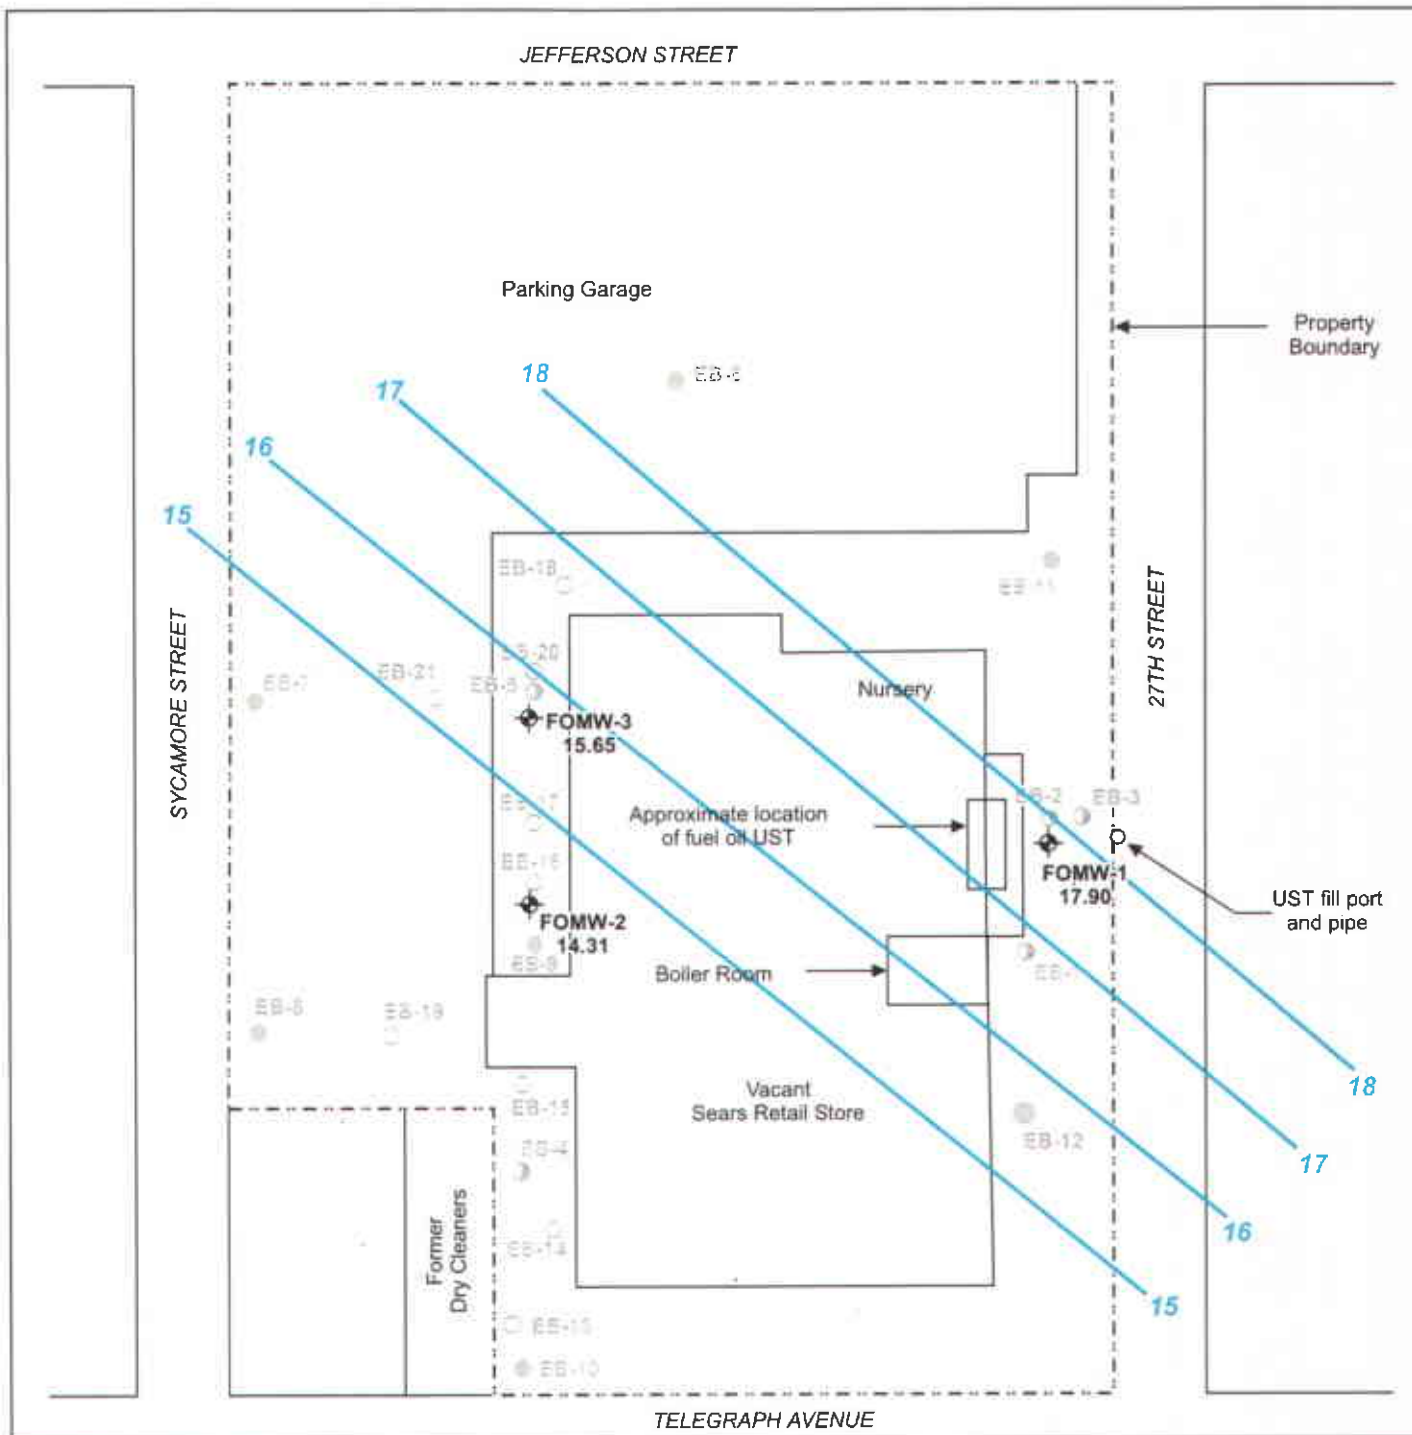 JEFFERSON STREET
Parking Garage
Property
Boundary
18
17
16
15
SYCAMORE STREET
27TH STREET
EB-18
EB-21
Nursery
FOMW-3
15.65
EB-2
EB-3
Approximate location
of fuel oil UST
FOMW-1
17.90
UST fill port
and pipe
FOMW-2
14.31
Boiler Room
EB-19
Vacant
Sears Retail Store
EB-12
18
17
16
15
Former
Dry Cleaners
EB-10
TELEGRAPH AVENUE